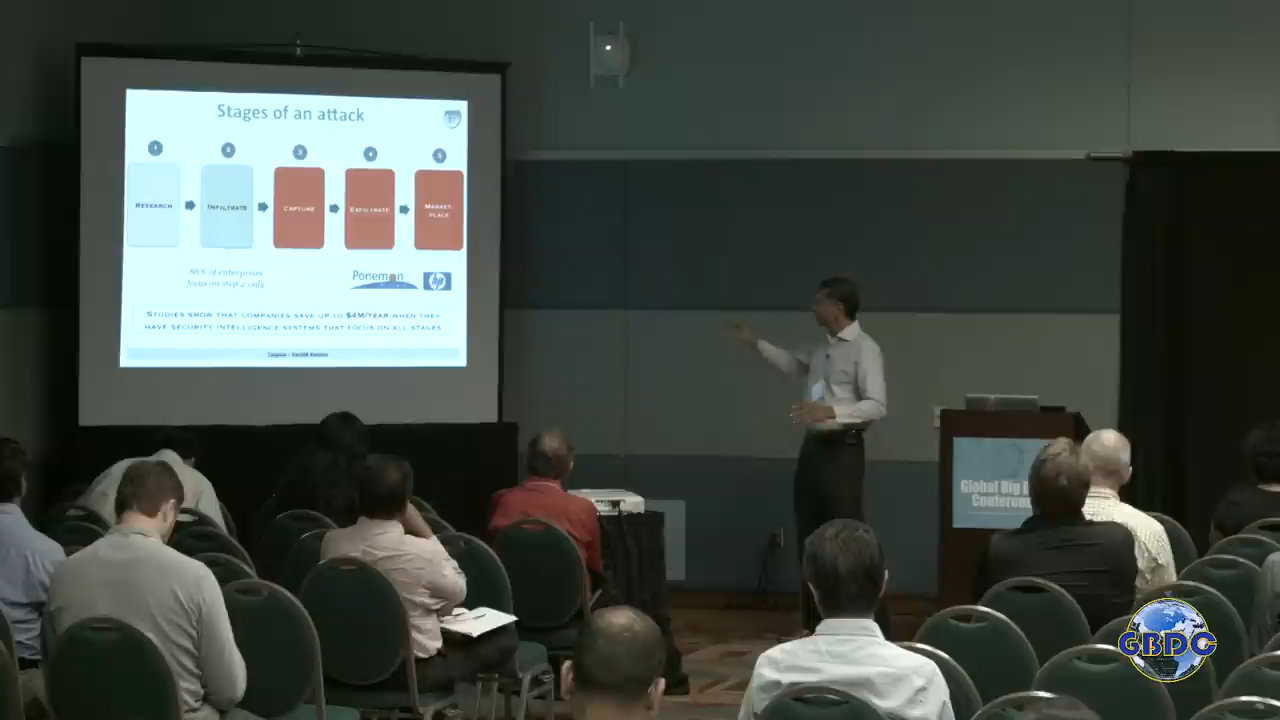 Stages of an attack
1 2 3 4 5
RESEARCH
INFILTRATE
CAPTURE
EXFILTRATE
MARKET-
PLACE
86% of enterprises
focus on step 2 only
Ponemon
hp
STUDIES SHOW THAT COMPANIES SAVE UP TO $4M/YEAR WHEN THEY
HAVE SECURITY INTELLIGENCE SYSTEMS THAT FOCUS ON ALL STAGES
Global Big
Conferen
GBDC